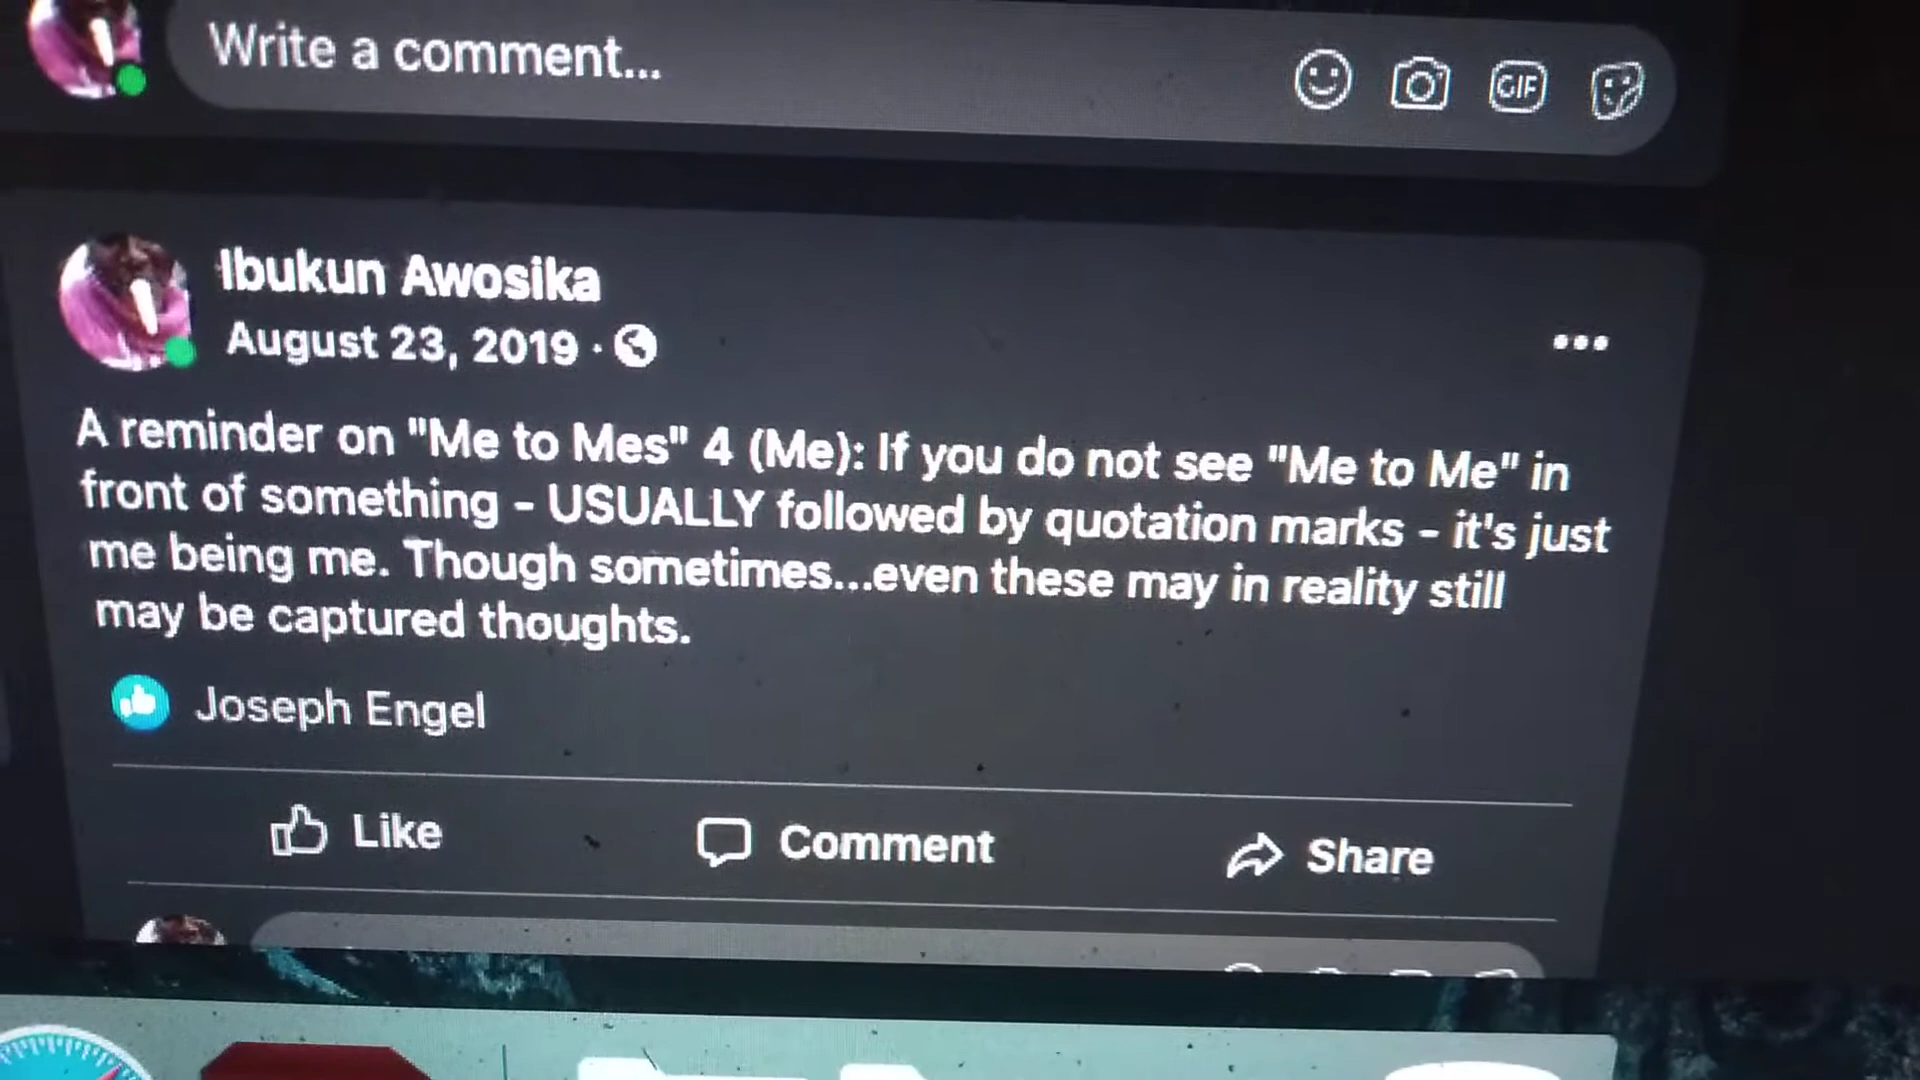 Write a comment...
GIF
Ibukun Awosika
August 23, 2019 ·
A reminder on "Me to Mes" 4 (Me): If you do not see "Me to Me" in
front of something - USUALLY followed by quotation marks - it's just
me being me. Though sometimes...even these may in reality still
may be captured thoughts.
Joseph Engel
Like
Comment
Share